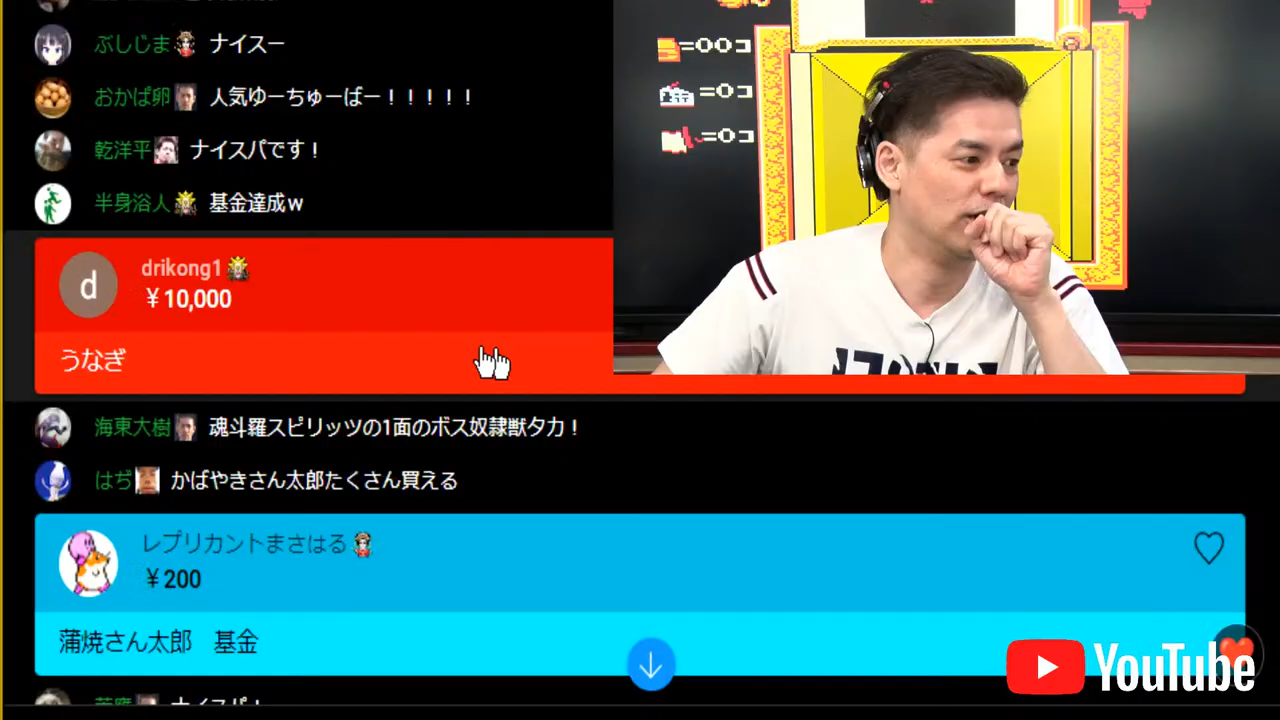 ぶしじま ナイスー
おかぱ卵 人気ゆーちゅーばー！！！！！
乾洋平 ナイスパです！
半身浴人 基金達成w
d
drikong1
￥10,000
うなぎ
海東大樹 魂斗羅スピリッツの1面のボス奴隷獣タカ！
はぢ かばやきさん太郎たくさん買える
レプリカントまさはる
￥200
蒲焼さん太郎　基金
ナイスパ！
=00コ
=0コ
=0コ
YouTube